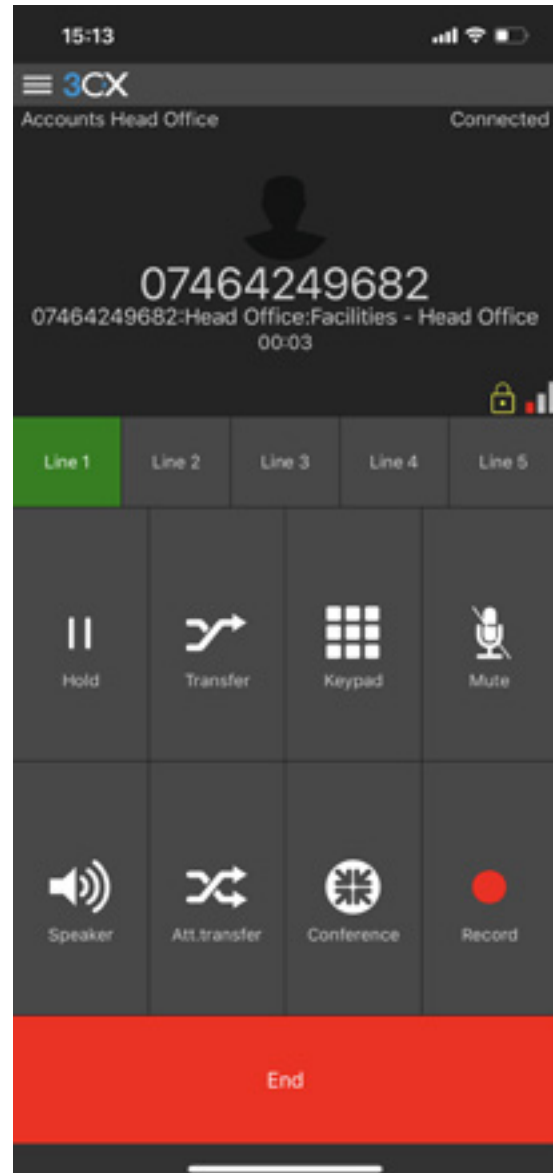 15:13
3CX
Accounts Head Office Connected
07464249682
07464249682:Head Office:Facilities - Head Office
00:03
Line 1 Line 2 Line 3 Line 4 Line 5
Hold Transfer Keypad Mute
Speaker Att.transfer Conference Record
End